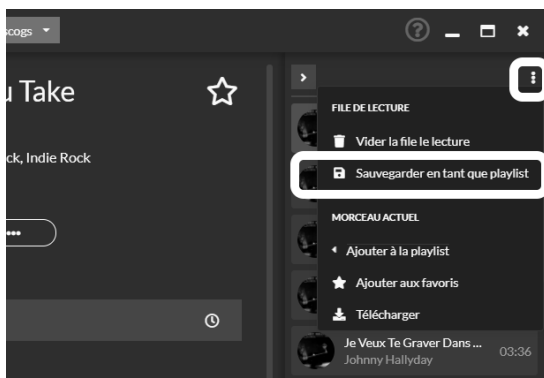 scogs
u Take
ck, Indie Rock
FILE DE LECTURE
Vider la file le lecture
Sauvegarder en tant que playlist
MORCEAU ACTUEL
Ajouter à la playlist
Ajouter aux favoris
Télécharger
Je Veux Te Graver Dans ...
03:36
Johnny Hallyday